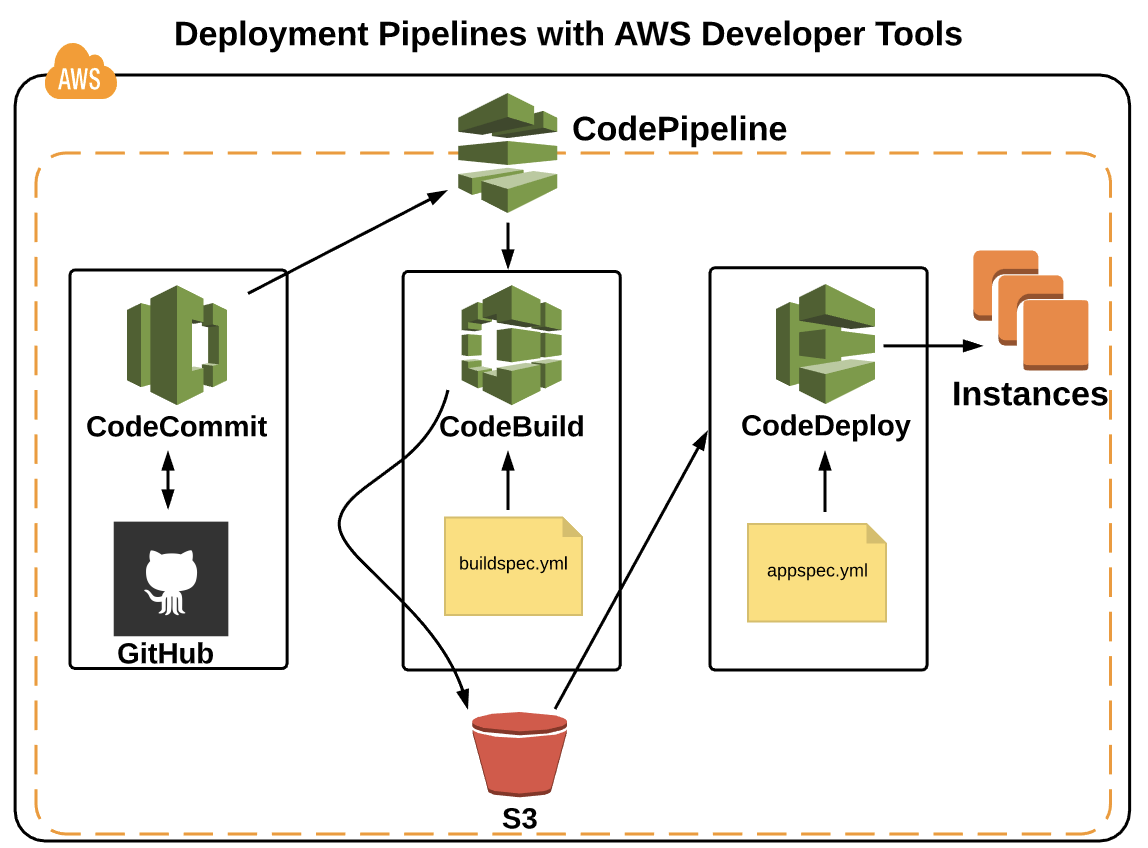 Deployment Pipelines with AWS Developer Tools
AWS
CodePipeline
CodeCommit
GitHub
CodeBuild
buildspec.yml
CodeDeploy
appspec.yml
Instances
S3